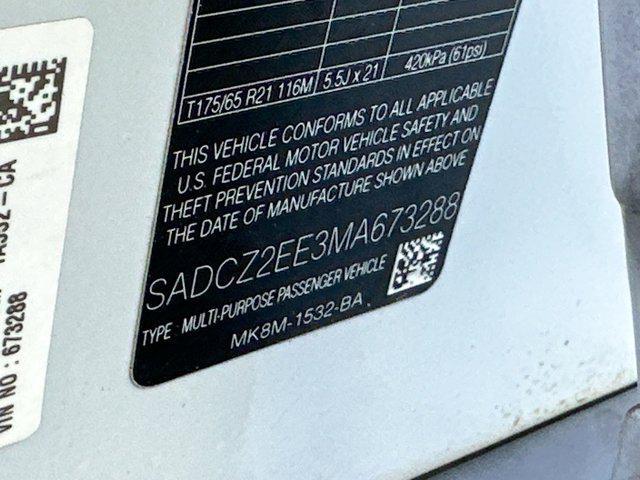 T175/65 R21 116M 5.5J x 21 420kPa (61psi)
THIS VEHICLE CONFORMS TO ALL APPLICABLE
U.S. FEDERAL MOTOR VEHICLE SAFETY AND
THEFT PREVENTION STANDARDS IN EFFECT ON
THE DATE OF MANUFACTURE SHOWN ABOVE
SADCZ2EE3MA673288
TYPE MULTI-PURPOSE PASSENGER VEHICLE
MK8M-1532-BA
VIN NO : 673288